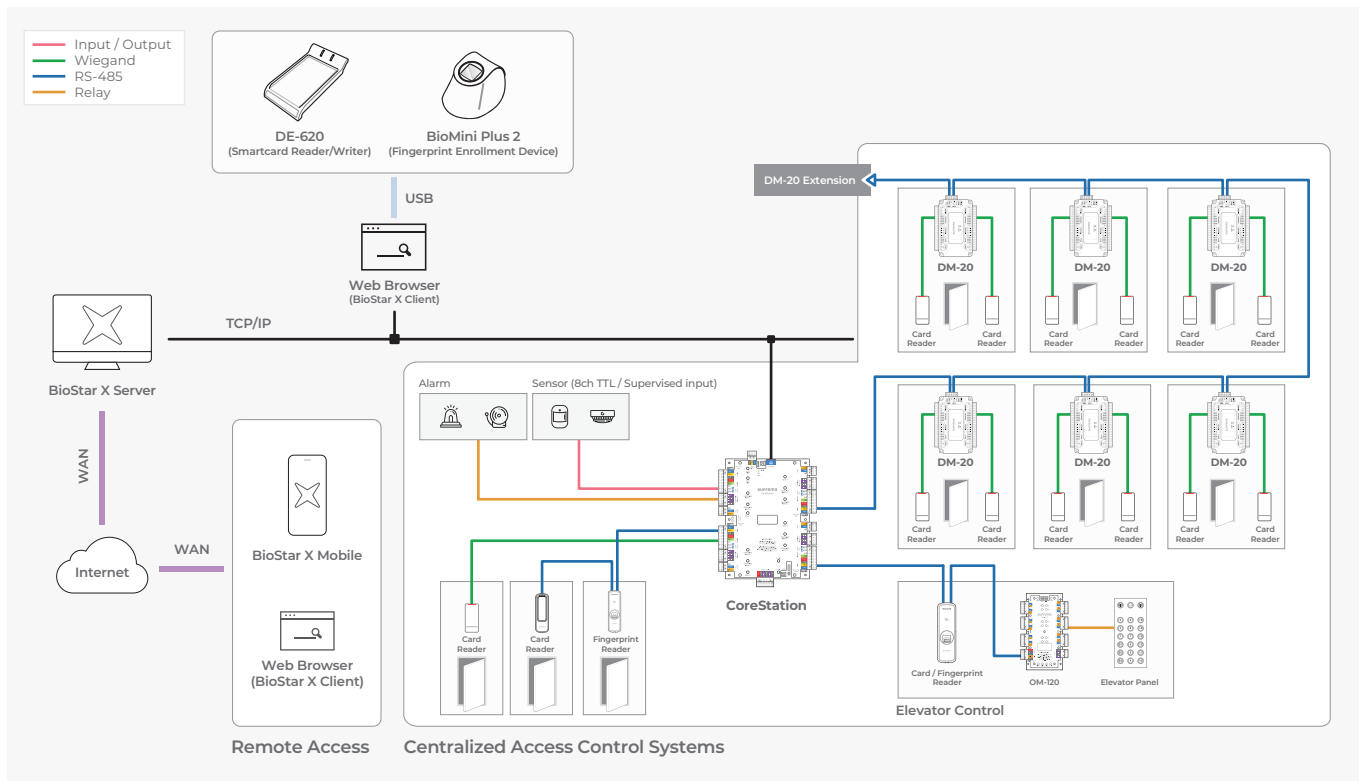 Input / Output
Wiegand
RS-485
Relay
DE-620
(Smartcard Reader/Writer)
BioMini Plus 2
(Fingerprint Enrollment Device)
USB
Web Browser
(BioStar X Client)
TCP/IP
BioStar X Server
WAN
Internet
WAN
BioStar X Mobile
Web Browser
(BioStar X Client)
Remote Access
DM-20 Extension
DM-20
DM-20
DM-20
Card
Reader
Card
Reader
Card
Reader
Card
Reader
Card
Reader
Card
Reader
DM-20
DM-20
DM-20
Card
Reader
Card
Reader
Card
Reader
Card
Reader
Card
Reader
Card
Reader
Alarm
Sensor (8ch TTL / Supervised input)
suprema
CoreStation
Card
Reader
Card
Reader
Fingerprint
Reader
Card / Fingerprint
Reader
OM-120
Elevator Panel
Elevator Control
Centralized Access Control Systems